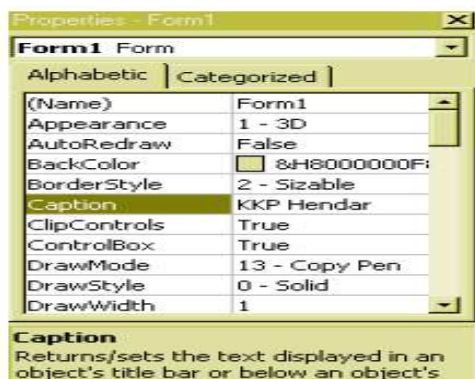 Properties - Form1
Form1 Form
Alphabetic Categorized
(Name) Form1
Appearance 1 - 3D
AutoRedraw False
BackColor &H8000000F&
BorderStyle 2 - Sizable
Caption KKP Hendar
ClipControls True
ControlBox True
DrawMode 13 - Copy Pen
DrawStyle 0 - Solid
DrawWidth 1
Caption
Returns/sets the text displayed in an
object's title bar or below an object's